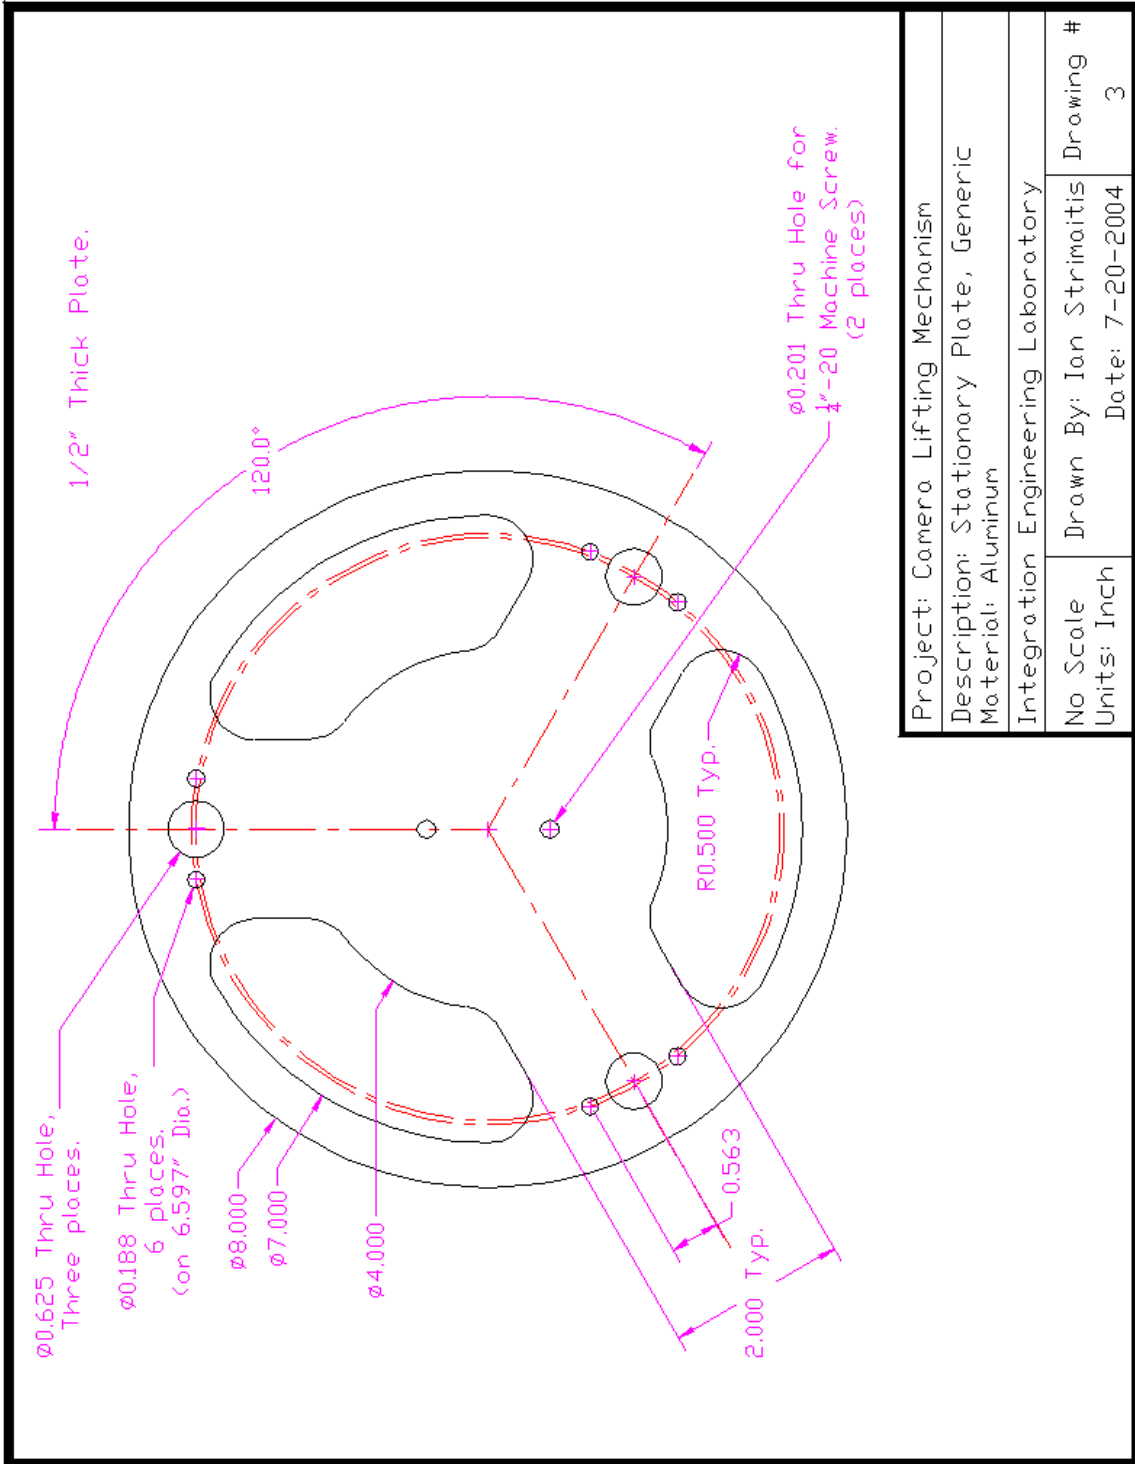 1/2" Thick Plate.
120.0°
ø0.625 Thru Hole,
Three places.
ø0.188 Thru Hole,
6 places.
(on 6.597" Dia.)
ø8.000
ø7.000
ø4.000
R0.500 Typ.
ø0.201 Thru Hole for
¼"-20 Machine Screw.
(2 places)
0.563
2.000 Typ.
Project: Camera Lifting Mechanism
Description: Stationary Plate, Generic
Material: Aluminum
Integration Engineering Laboratory
No Scale
Units: Inch
Drawn By: Ian Strimaitis
Date: 7-20-2004
Drawing #
3